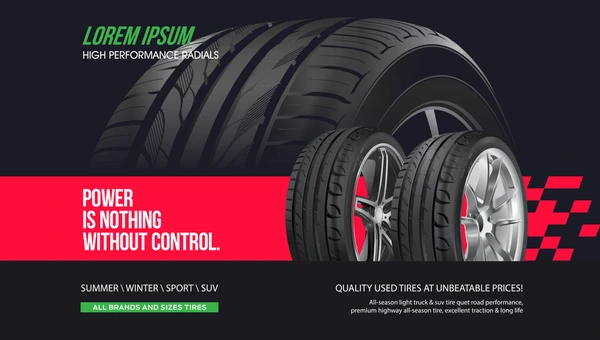 LOREM IPSUM
HIGH PERFORMANCE RADIALS
POWER
IS NOTHING
WITHOUT CONTROL.
SUMMER \ WINTER \ SPORT \ SUV
ALL BRANDS AND SIZES TIRES
QUALITY USED TIRES AT UNBEATABLE PRICES!
All-season light truck & suv tire quet road performance,
premium highway all-season tire, excellent traction & long life